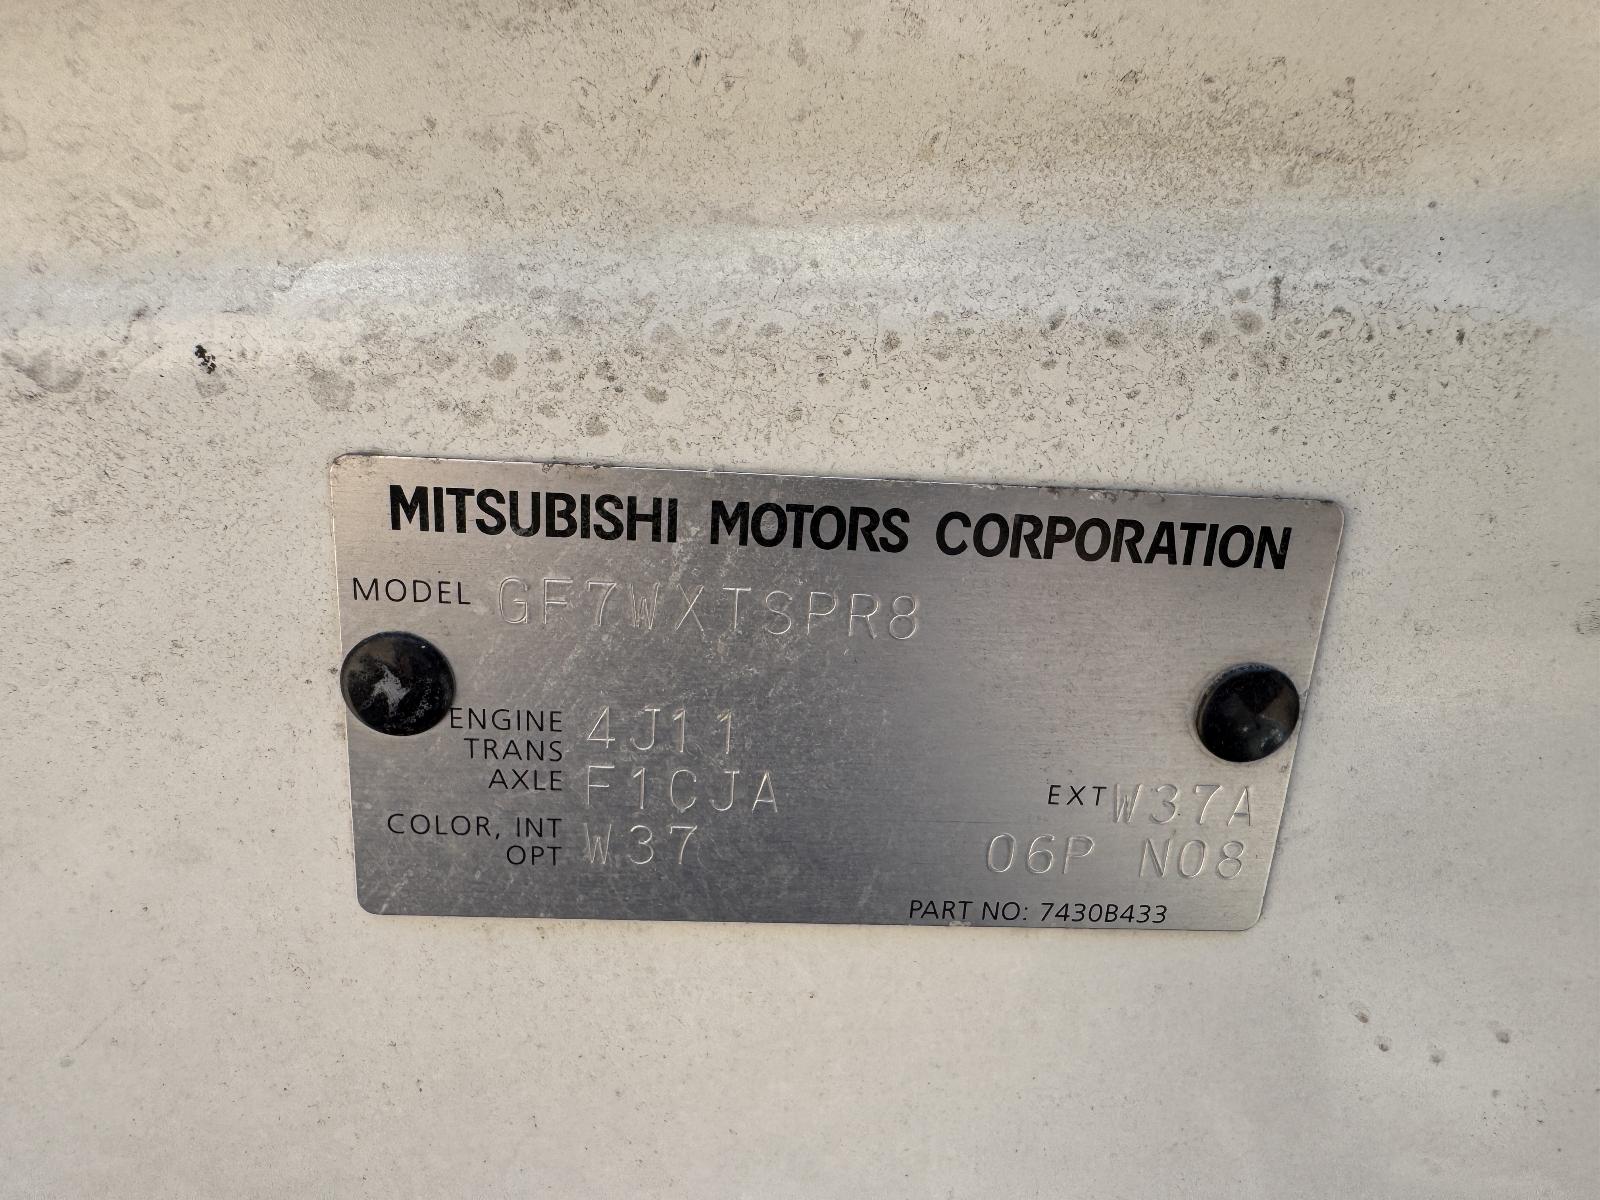 MITSUBISHI MOTORS CORPORATION
MODEL GF7WXTSPR8
ENGINE 4J11
TRANS
AXLE F1CJA
EXT W37A
COLOR, INT
OPT W37 06P N08
PART NO: 7430B433